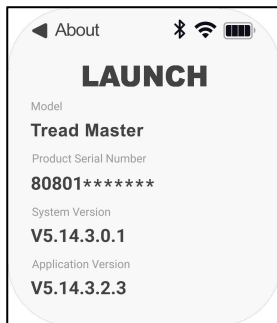 About
LAUNCH
Model
Tread Master
Product Serial Number
80801*******
System Version
V5.14.3.0.1
Application Version
V5.14.3.2.3